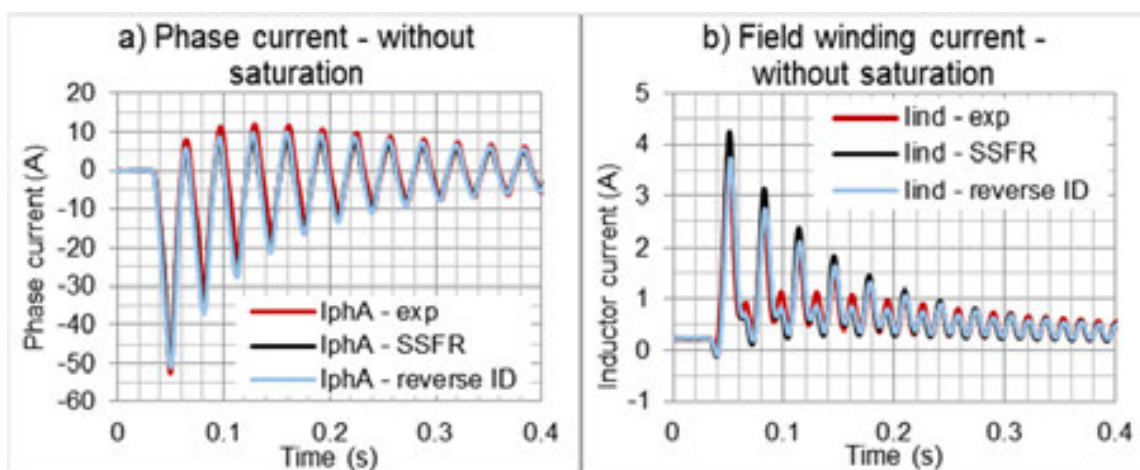 a) Phase current - without
saturation
20
10
0
-10
-20
-30
-40
-50
-60
Phase current (A)
IphA - exp
IphA - SSFR
IphA - reverse ID
0
0.1
0.2
0.3
0.4
Time (s)
b) Field winding current -
without saturation
5
4
3
2
1
0
-1
Inductor current (A)
Iind - exp
Iind - SSFR
Iind - reverse ID
0
0.1
0.2
0.3
0.4
Time (s)